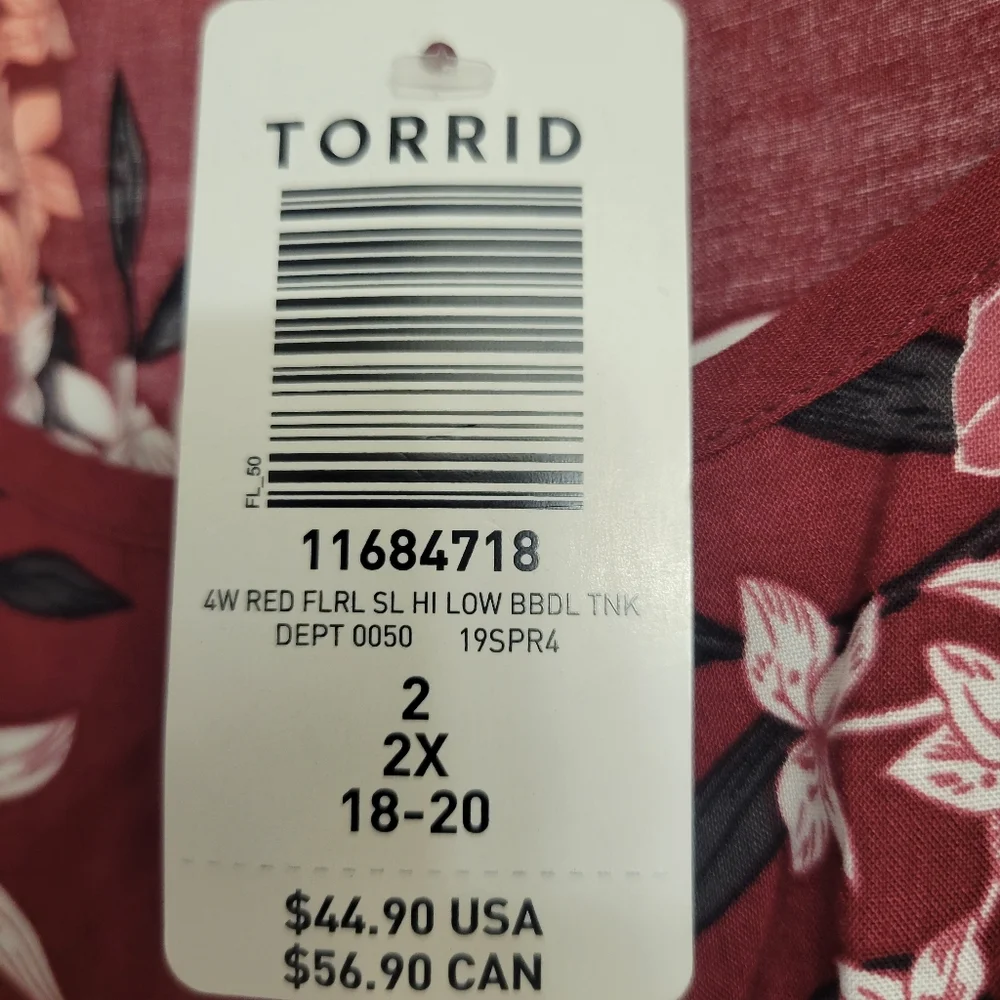 TORRID
FL_50
11684718
4W RED FLRL SL HI LOW BBDL TNK
DEPT 0050 19SPR4
2
2X
18-20
$44.90 USA
$56.90 CAN